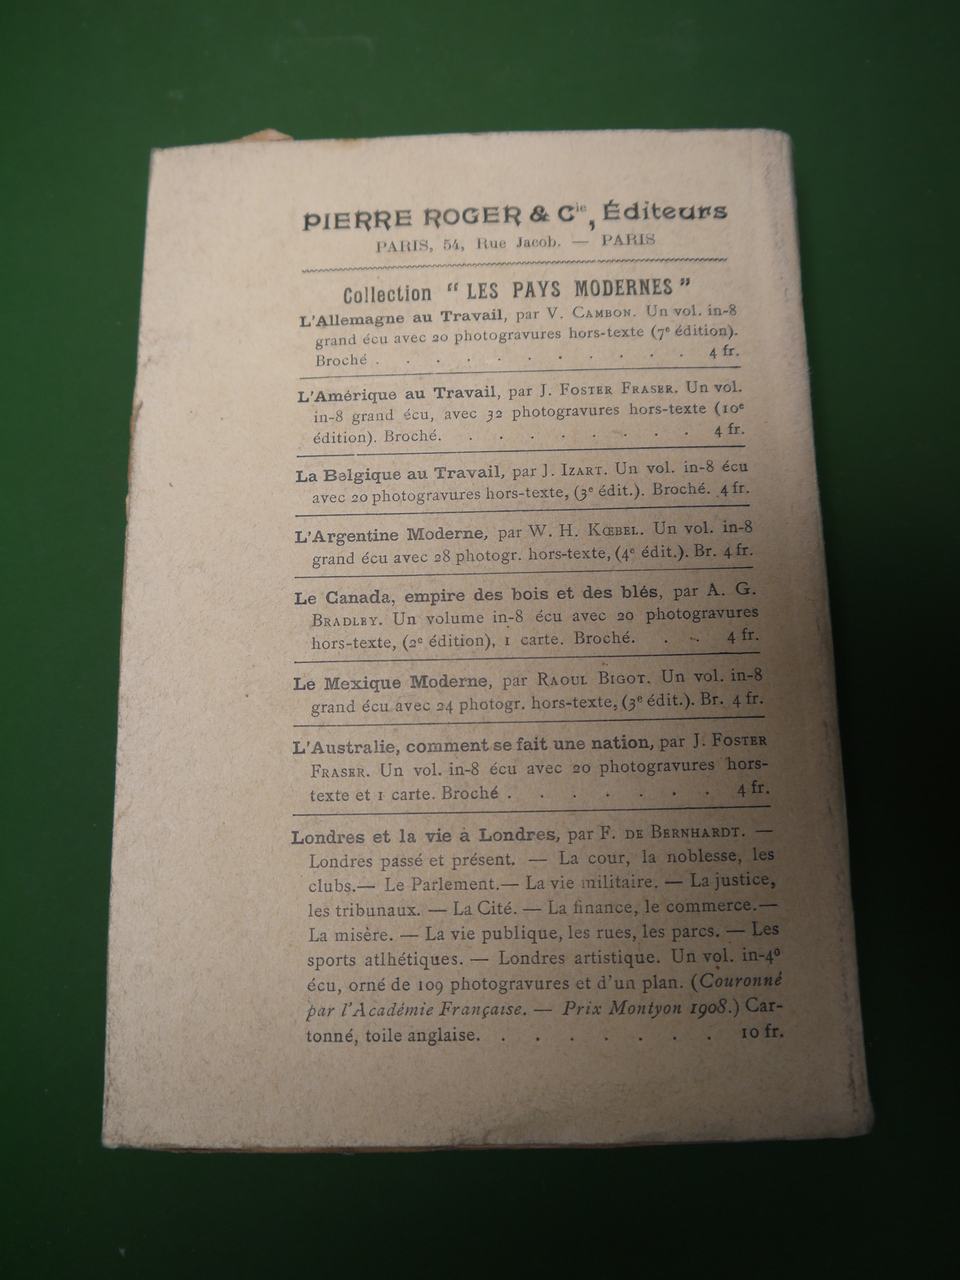 PIERRE ROGER & Cie, Éditeurs
PARIS, 54, Rue Jacob. — PARIS
Collection “ LES PAYS MODERNES ”
L'Allemagne au Travail, par V. CAMBON. Un vol. in-8
grand écu avec 20 photogravures hors-texte (7e édition).
Broché . . . . . . . . . . . . 4 fr.
L'Amérique au Travail, par J. FOSTER FRASER. Un vol.
in-8 grand écu, avec 32 photogravures hors-texte (10e
édition). Broché. . . . . . . . . 4 fr.
La Belgique au Travail, par J. IZART. Un vol. in-8 écu
avec 20 photogravures hors-texte, (3e édit.). Broché. . 4 fr.
L'Argentine Moderne, par W. H. KŒBEL. Un vol. in-8
grand écu avec 28 photogr. hors-texte, (4e édit.). Br. 4 fr.
Le Canada, empire des bois et des blés, par A. G.
BRADLEY. Un volume in-8 écu avec 20 photogravures
hors-texte, (2e édition), 1 carte. Broché. . . 4 fr.
Le Mexique Moderne, par RAOUL BIGOT. Un vol. in-8
grand écu avec 24 photogr. hors-texte, (3e édit.). Br. 4 fr.
L'Australie, comment se fait une nation, par J. FOSTER
FRASER. Un vol. in-8 écu avec 20 photogravures hors-
texte et 1 carte. Broché . . . . . . . 4 fr.
Londres et la vie à Londres, par F. DE BERNHARDT. —
Londres passé et présent. — La cour, la noblesse, les
clubs.— Le Parlement.— La vie militaire. — La justice,
les tribunaux. — La Cité. — La finance, le commerce.—
La misère. — La vie publique, les rues, les parcs. — Les
sports atlhétiques. — Londres artistique. Un vol. in-4°
écu, orné de 109 photogravures et d'un plan. (Couronné
par l'Académie Française. — Prix Montyon 1908.) Car-
tonné, toile anglaise. . . . . . . . 10 fr.